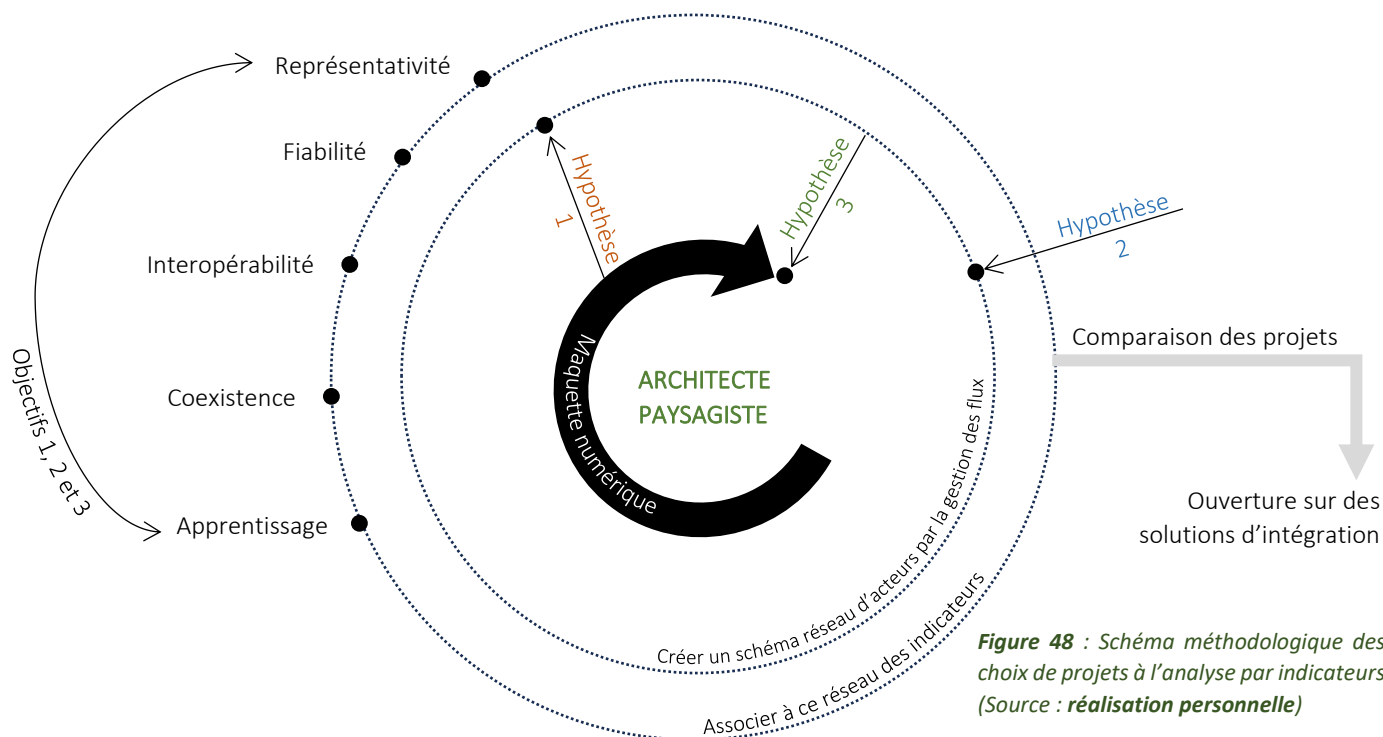 Représentativité
Fiabilité
Interopérabilité
Coexistence
Apprentissage
Objectifs 1, 2 et 3
Hypothèse
1
Hypothèse
3
Hypothèse
2
Maquette numérique
ARCHITECTE
PAYSAGISTE
Créer un schéma réseau d’acteurs par la gestion des flux
Associer à ce réseau des indicateurs
Comparaison des projets
Ouverture sur des
solutions d’intégration
Figure 48 : Schéma méthodologique des
choix de projets à l’analyse par indicateurs
(Source : réalisation personnelle)